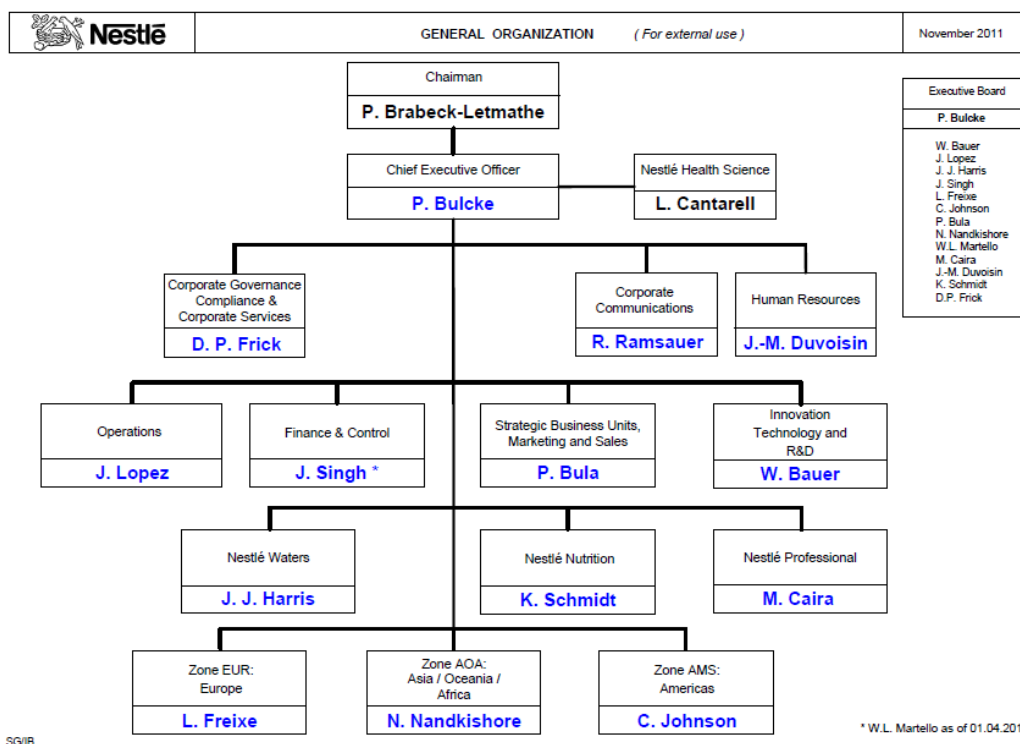 Nestlé
GENERAL ORGANIZATION ( For external use )
November 2011
Chairman
P. Brabeck-Letmathe
Executive Board
P. Bulcke
W. Bauer
J. Lopez
J. J. Harris
J. Singh
L. Freixe
C. Johnson
P. Bula
N. Nandkishore
W.L. Martello
M. Caira
J.-M. Duvoisin
K. Schmidt
D.P. Frick
Chief Executive Officer
P. Bulcke
Nestlé Health Science
L. Cantarell
Corporate Governance
Compliance &
Corporate Services
D. P. Frick
Corporate
Communications
R. Ramsauer
Human Resources
J.-M. Duvoisin
Operations
J. Lopez
Finance & Control
J. Singh *
Strategic Business Units,
Marketing and Sales
P. Bula
Innovation
Technology and
R&D
W. Bauer
Nestlé Waters
J. J. Harris
Nestlé Nutrition
K. Schmidt
Nestlé Professional
M. Caira
Zone EUR:
Europe
L. Freixe
Zone AOA:
Asia / Oceania /
Africa
N. Nandkishore
Zone AMS:
Americas
C. Johnson
* W.L. Martello as of 01.04.201
SG/IB